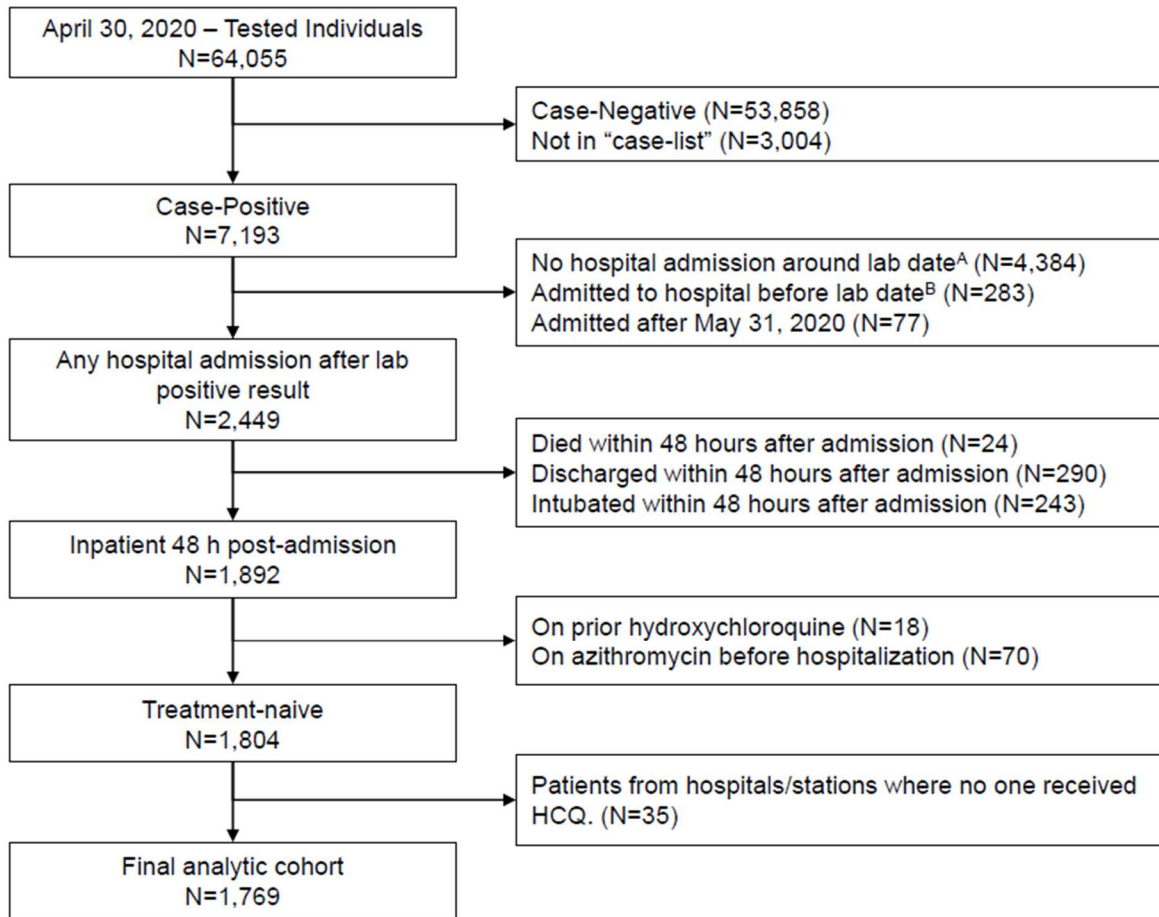 April 30, 2020 – Tested Individuals
N=64,055
Case-Negative (N=53,858)
Not in “case-list” (N=3,004)
Case-Positive
N=7,193
No hospital admission around lab dateᴬ (N=4,384)
Admitted to hospital before lab dateᴮ (N=283)
Admitted after May 31, 2020 (N=77)
Any hospital admission after lab
positive result
N=2,449
Died within 48 hours after admission (N=24)
Discharged within 48 hours after admission (N=290)
Intubated within 48 hours after admission (N=243)
Inpatient 48 h post-admission
N=1,892
On prior hydroxychloroquine (N=18)
On azithromycin before hospitalization (N=70)
Treatment-naive
N=1,804
Patients from hospitals/stations where no one received
HCQ. (N=35)
Final analytic cohort
N=1,769